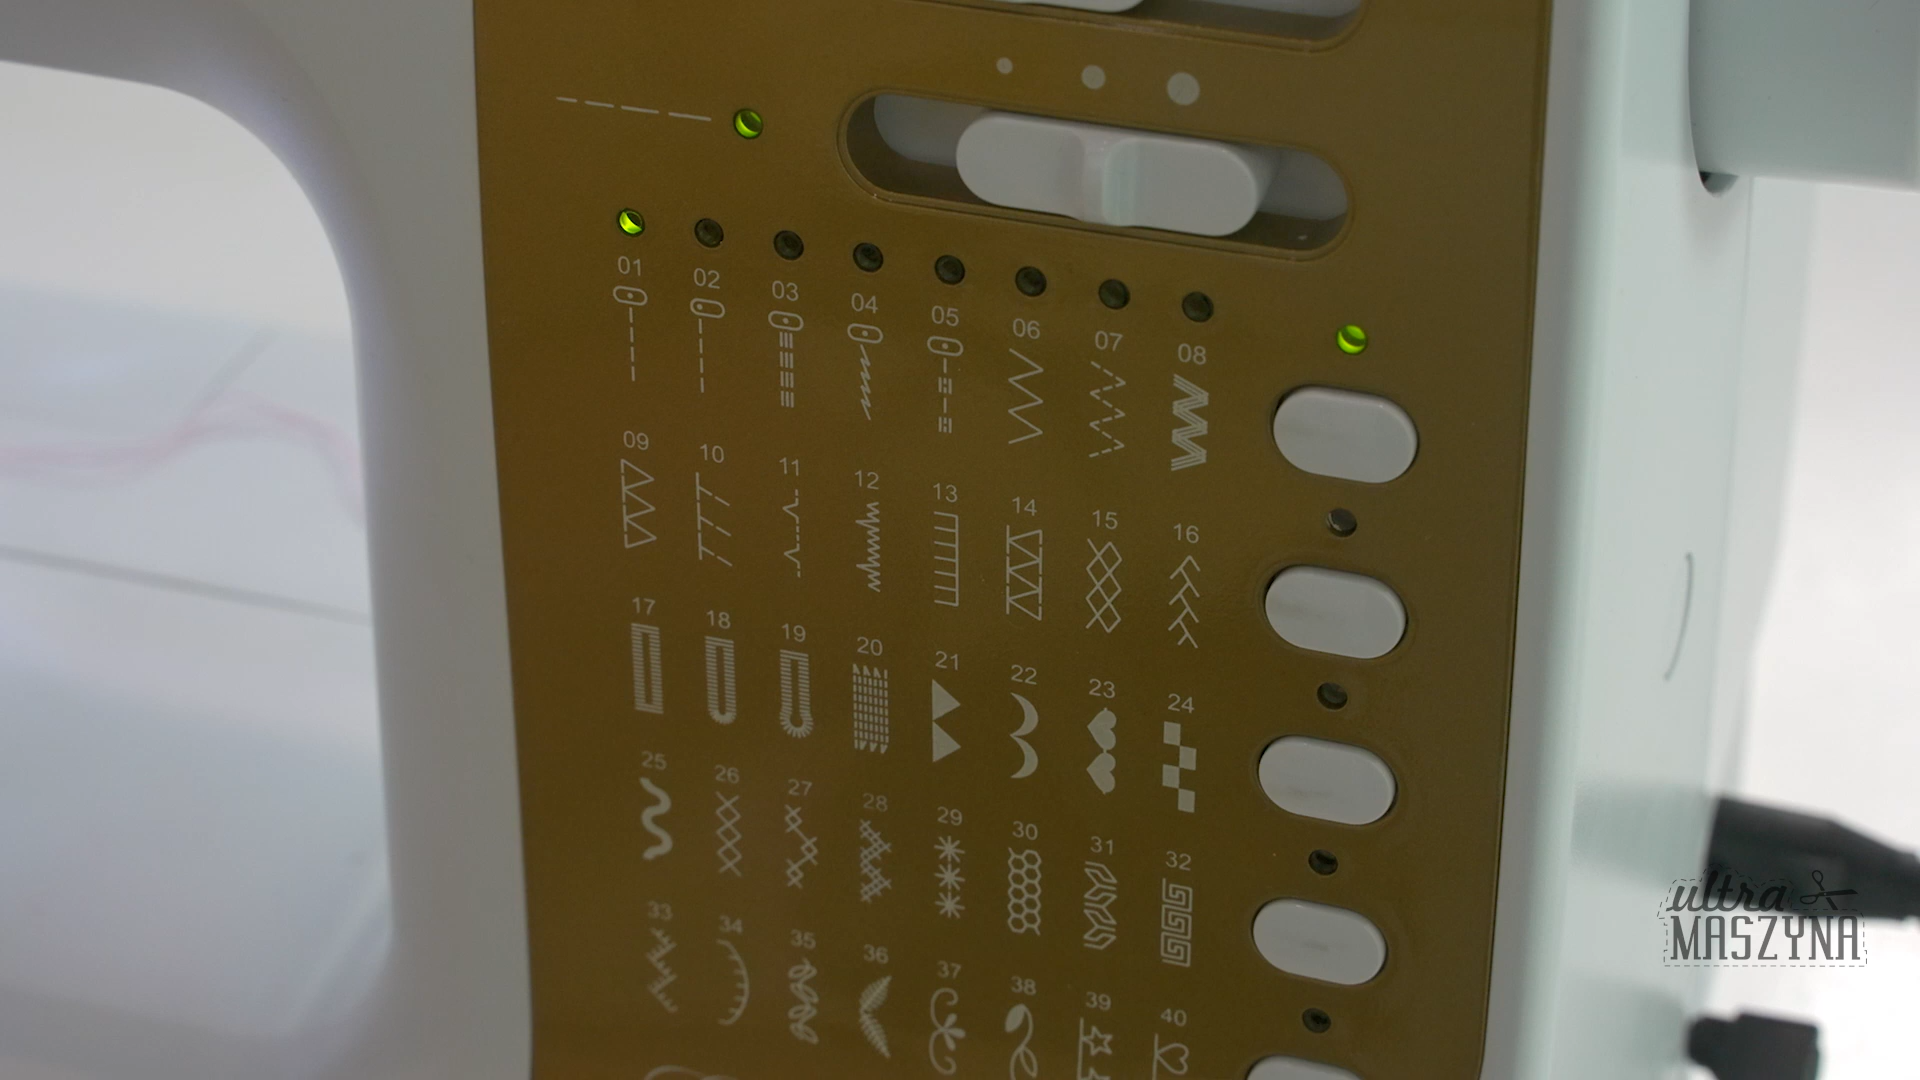 01 02 03 04 05 06 07 08
09 10 11 12 13 14 15 16
17 18 19 20 21 22 23 24
25 26 27 28 29 30 31 32
33 34 35 36 37 38 39 40
ultra
MASZYNA